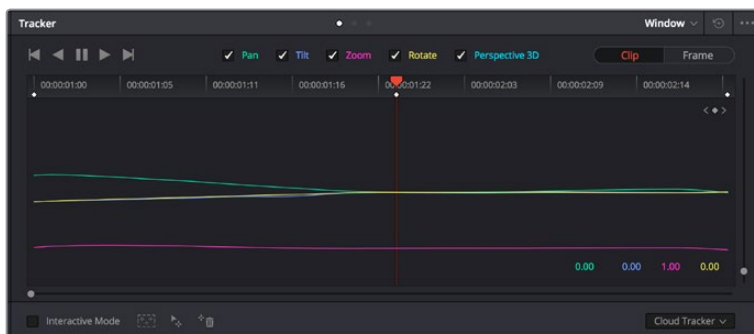 Tracker Window
Pan Tilt Zoom Rotate Perspective 3D Clip Frame
00:00:01:00 00:00:01:05 00:00:01:11 00:00:01:16 00:00:01:22 00:00:02:03 00:00:02:09 00:00:02:14
0.00 0.00 1.00 0.00
Interactive Mode Cloud Tracker